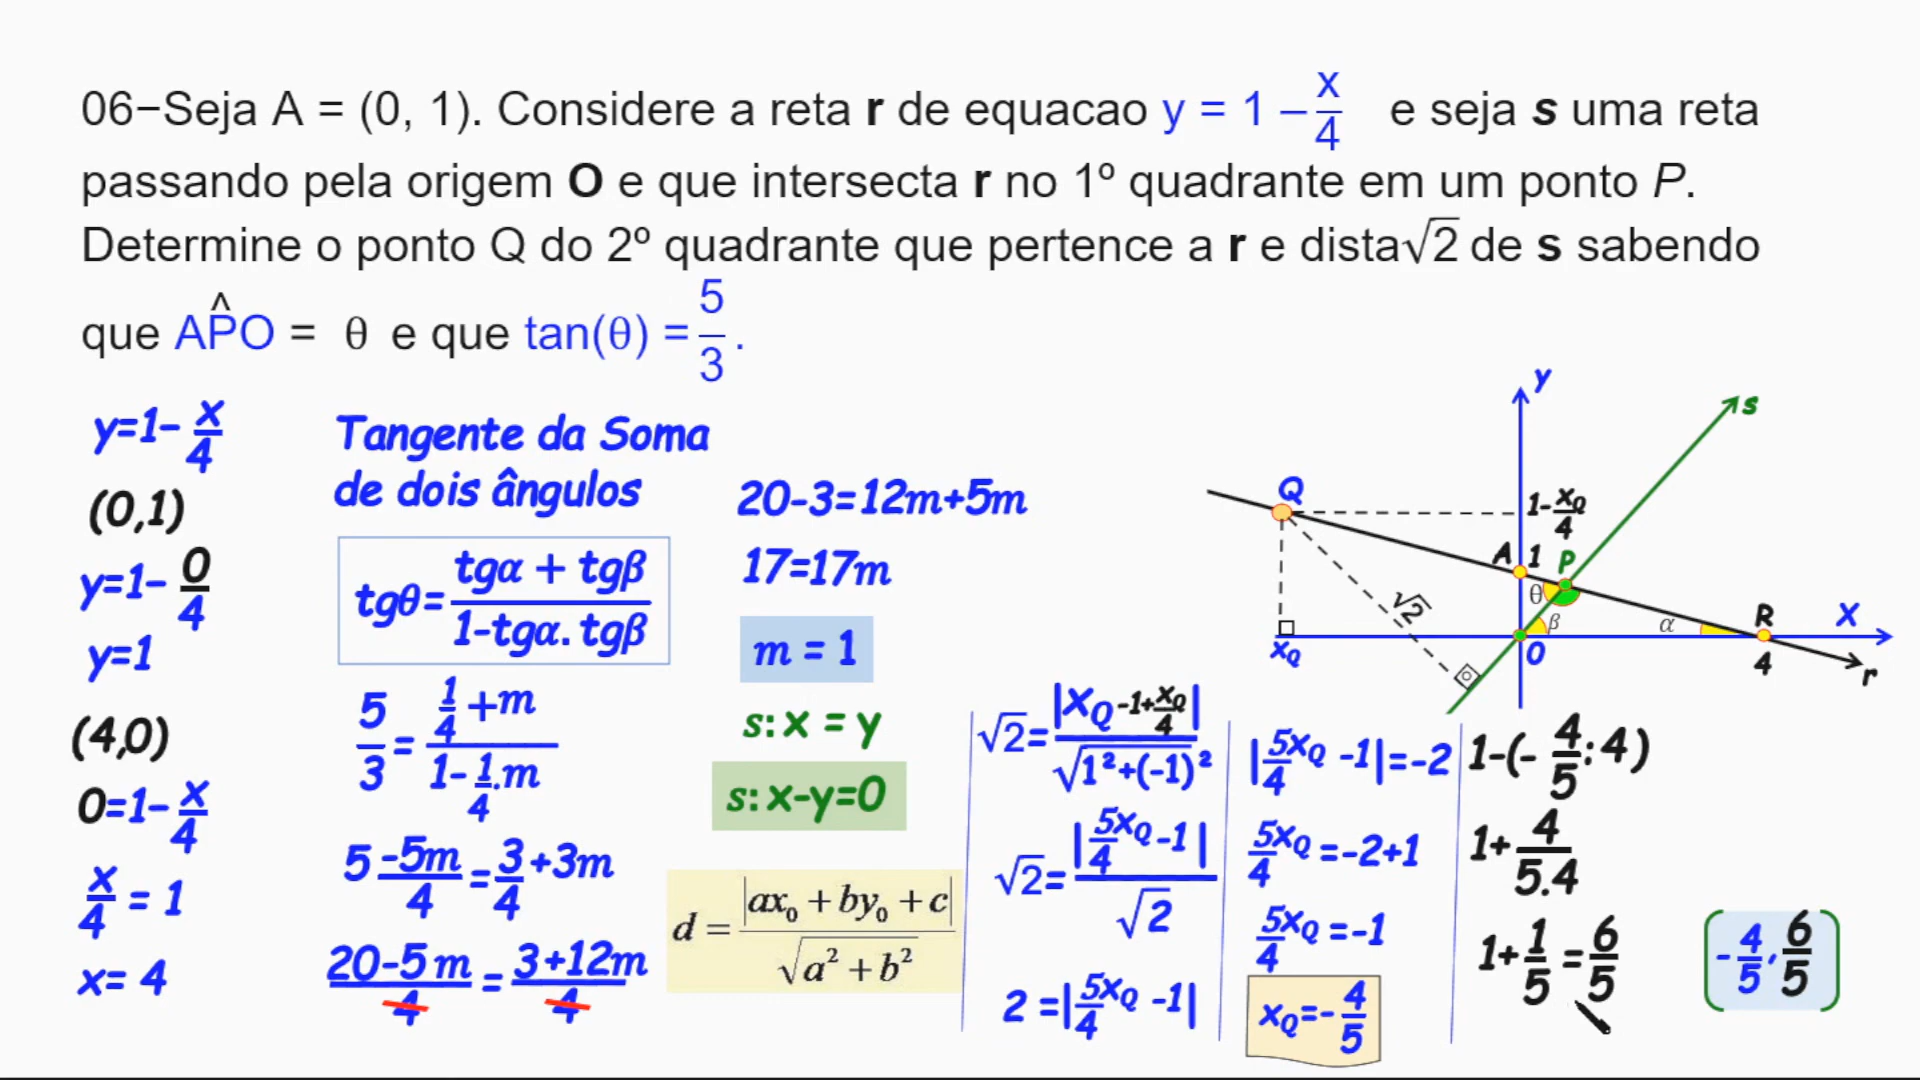 06−Seja A = (0, 1). Considere a reta r de equacao y = 1 − x/4 e seja s uma reta
passando pela origem O e que intersecta r no 1º quadrante em um ponto P.
Determine o ponto Q do 2º quadrante que pertence a r e dista√2 de s sabendo
que AP̂O = θ e que tan(θ) = 5/3.
y=1- x/4
(0,1)
y=1- 0/4
y=1
(4,0)
0=1- x/4
x/4 = 1
x= 4
Tangente da Soma
de dois ângulos
tgθ= (tgα + tgβ)/(1-tgα. tgβ)
5/3 = (1/4 +m)/(1- 1/4.m)
5 -5m/4 = 3/4 +3m
(20-5m)/4 = (3+12m)/4
20-3=12m+5m
17=17m
m = 1
s: x = y
s: x-y=0
d = |ax₀ + by₀ + c| / √(a² + b²)
√2= |xQ -1+ xQ/4| / √1²+(-1)²
√2= |5xQ/4 -1| / √2
2 =|5xQ/4 -1|
|5xQ/4 -1|=-2
5xQ/4 =-2+1
5xQ/4 =-1
xQ=- 4/5
1-(- 4/5 : 4)
1+ 4/5.4
1+ 1/5 = 6/5
(- 4/5, 6/5)
y
s
Q
1- xQ/4
A
1
P
θ
√2
β
α
R
X
xQ
O
4
r